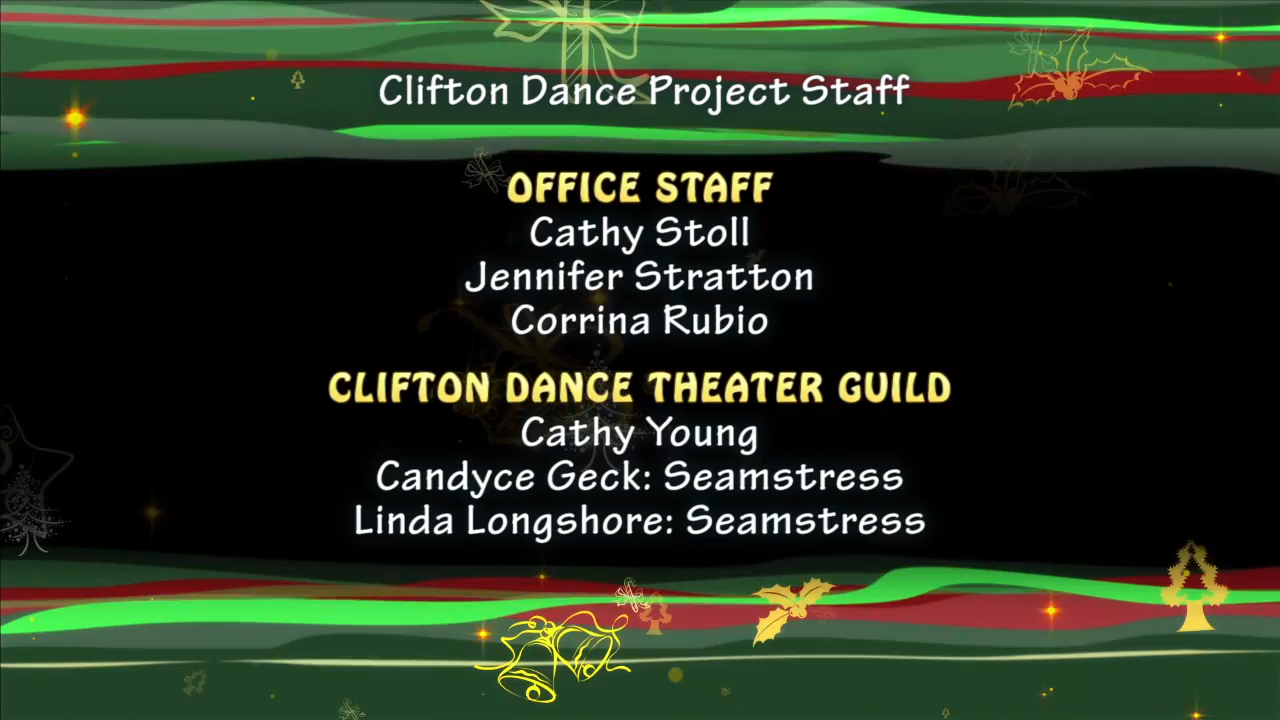 Clifton Dance Project Staff
OFFICE STAFF
Cathy Stoll
Jennifer Stratton
Corrina Rubio
CLIFTON DANCE THEATER GUILD
Cathy Young
Candyce Geck: Seamstress
Linda Longshore: Seamstress